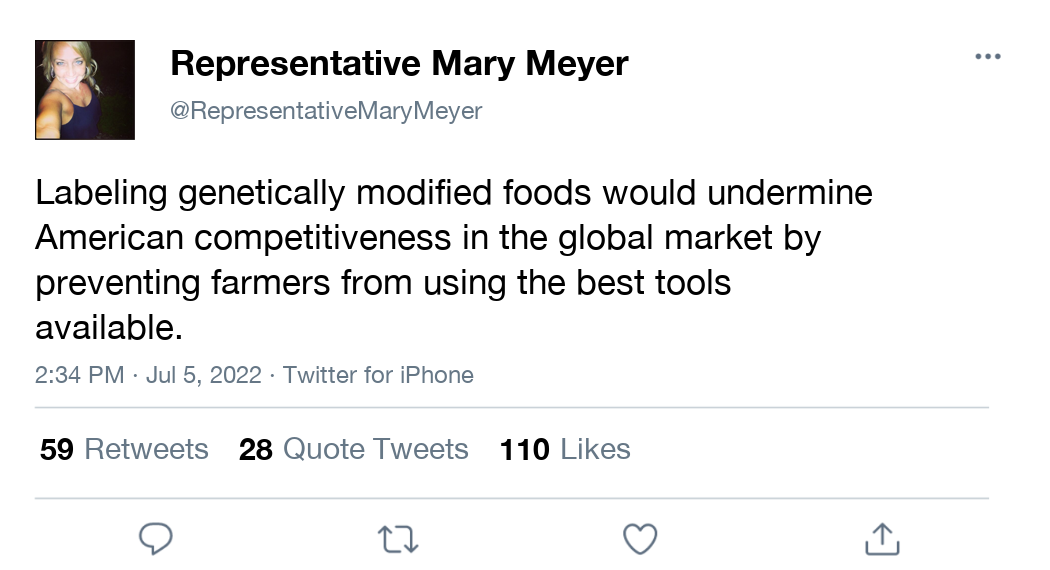 Representative Mary Meyer
@RepresentativeMaryMeyer
Labeling genetically modified foods would undermine
American competitiveness in the global market by
preventing farmers from using the best tools
available.
2:34 PM · Jul 5, 2022 · Twitter for iPhone
59 Retweets 28 Quote Tweets 110 Likes